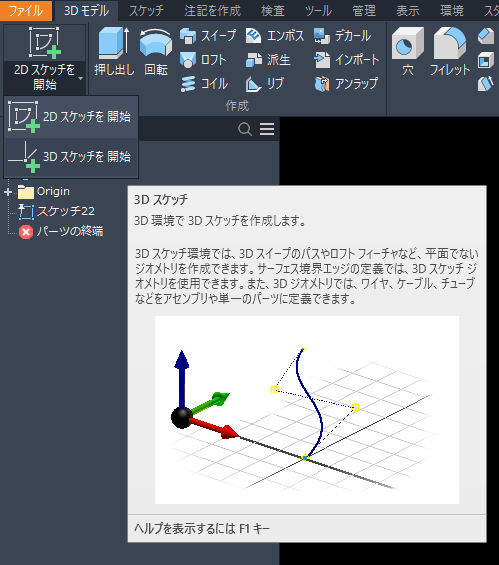 ファイル 3D モデル スケッチ 注記を作成 検査 ツール 管理 表示 環境
2D スケッチを
開始
押し出し 回転
スイープ エンボス デカール
ロフト 派生 インポート
コイル リブ アンラップ
穴 フィレット
作成
2D スケッチを 開始
3D スケッチを 開始
Origin
スケッチ22
パーツの終端
3D スケッチ
3D 環境で 3D スケッチを作成します。
3D スケッチ環境では、3D スイープのパスやロフト フィーチャなど、平面でない
ジオメトリを作成できます。サーフェス境界エッジの定義では、3D スケッチ ジ
オメトリを使用できます。また、3D ジオメトリでは、ワイヤ、ケーブル、チューブ
などをアセンブリや単一のパーツに定義できます。
ヘルプを表示するには F1 キー